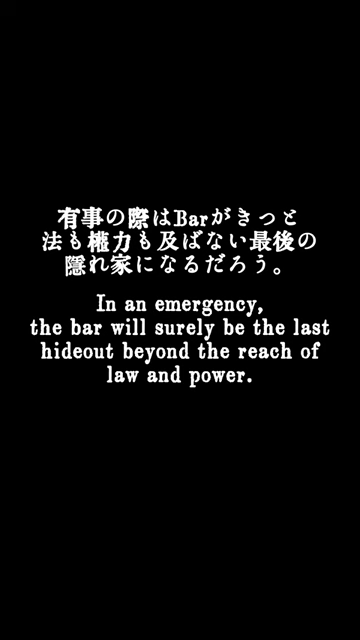 有事の際はBarがきっと
法も権力も及ばない最後の
隠れ家になるだろう。
In an emergency,
the bar will surely be the last
hideout beyond the reach of
law and power.